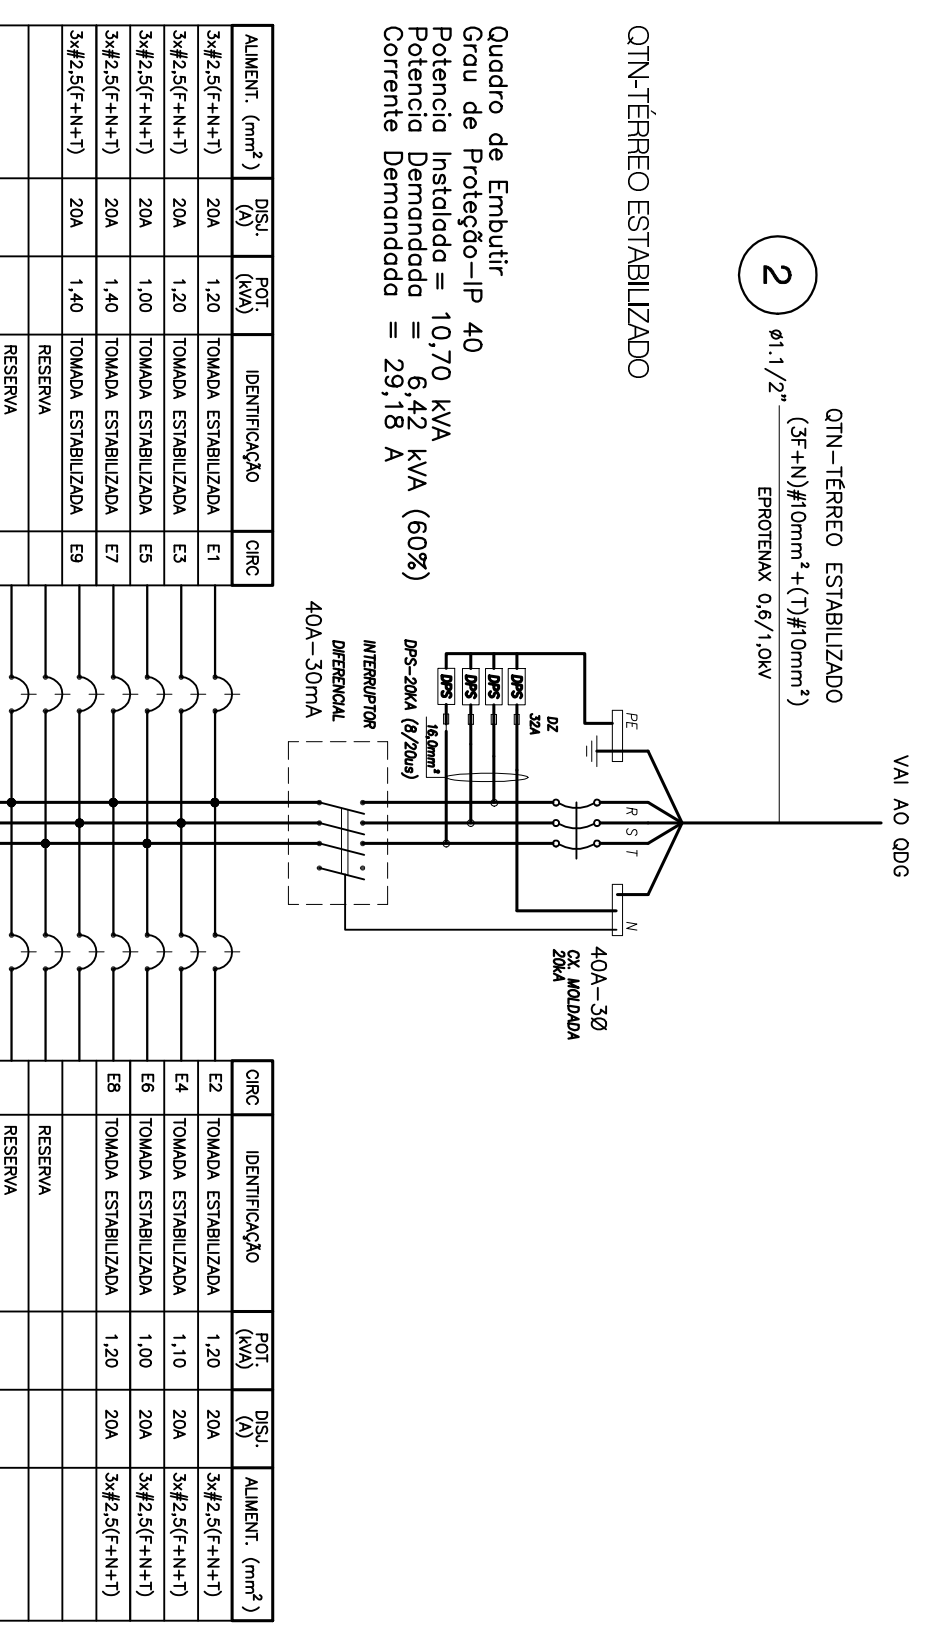 VAI AO QDG
QTN-TÉRREO ESTABILIZADO
(3F+N)#10mm²+(T)#10mm²)
ø1.1/2"
EPROTENAX 0,6/1,0kV
2
QTN-TÉRREO ESTABILIZADO
Quadro de Embutir
Grau de Proteção-IP 40
Potencia Instalada = 10,70 kVA
Potencia Demandada = 6,42 kVA (60%)
Corrente Demandada = 29,18 A
PE
R S T
N
40A-3Ø
CX. MOLDADA
20kA
DZ
32A
DPS
DPS
DPS
DPS
16,0mm²
DPS-20KA (8/20us)
INTERRUPTOR
DIFERENCIAL
40A-30mA
ALIMENT. (mm²) DISJ. (A) POT. (kVA) IDENTIFICAÇÃO CIRC CIRC IDENTIFICAÇÃO POT. (kVA) DISJ. (A) ALIMENT. (mm²)
3x#2,5(F+N+T) 20A 1,20 TOMADA ESTABILIZADA E1 E2 TOMADA ESTABILIZADA 1,20 20A 3x#2,5(F+N+T)
3x#2,5(F+N+T) 20A 1,20 TOMADA ESTABILIZADA E3 E4 TOMADA ESTABILIZADA 1,10 20A 3x#2,5(F+N+T)
3x#2,5(F+N+T) 20A 1,00 TOMADA ESTABILIZADA E5 E6 TOMADA ESTABILIZADA 1,00 20A 3x#2,5(F+N+T)
3x#2,5(F+N+T) 20A 1,40 TOMADA ESTABILIZADA E7 E8 TOMADA ESTABILIZADA 1,20 20A 3x#2,5(F+N+T)
3x#2,5(F+N+T) 20A 1,40 TOMADA ESTABILIZADA E9
RESERVA RESERVA
RESERVA RESERVA